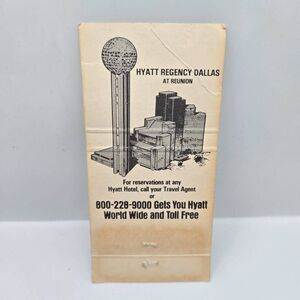 HYATT REGENCY DALLAS
AT REUNION
For reservations at any
Hyatt Hotel, call your Travel Agent
or
800-228-9000 Gets You Hyatt
World Wide and Toll Free